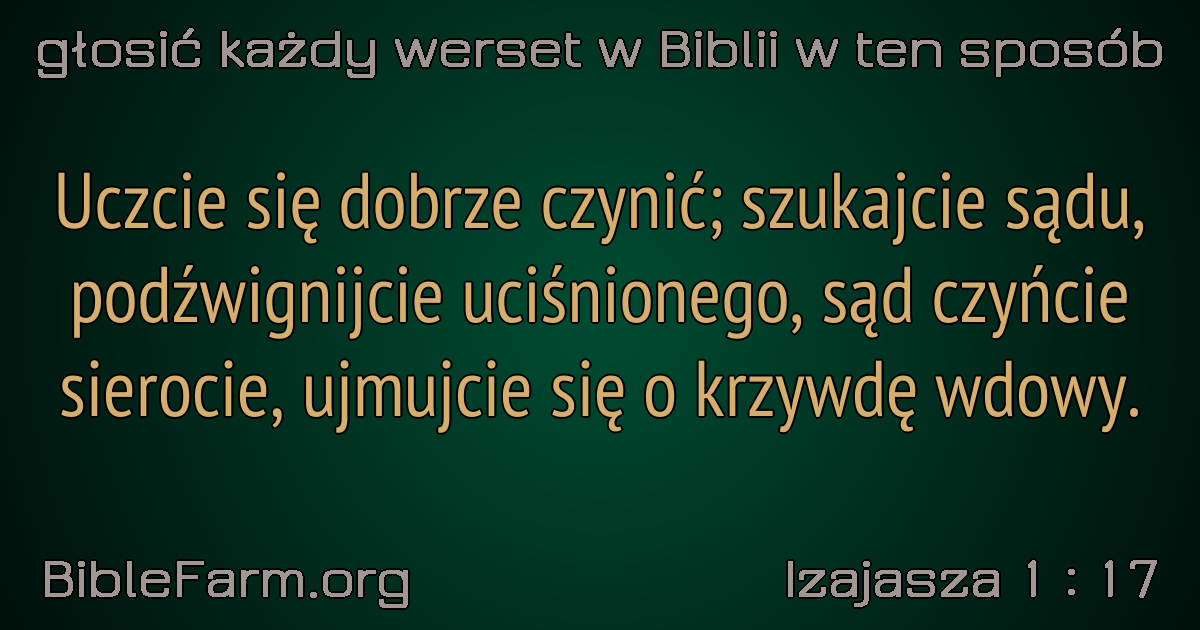 głosić każdy werset w Biblii w ten sposób
Uczcie się dobrze czynić; szukajcie sądu,
podźwignijcie uciśnionego, sąd czyńcie
sierocie, ujmujcie się o krzywdę wdowy.
BibleFarm.org
Izajasza 1 : 17